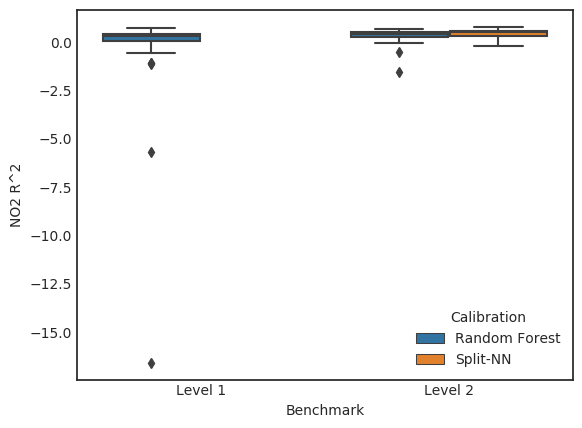 0.0
−2.5
−5.0
−7.5
−10.0
−12.5
−15.0
NO2 R^2
Calibration
Random Forest
Split-NN
Level 1
Level 2
Benchmark